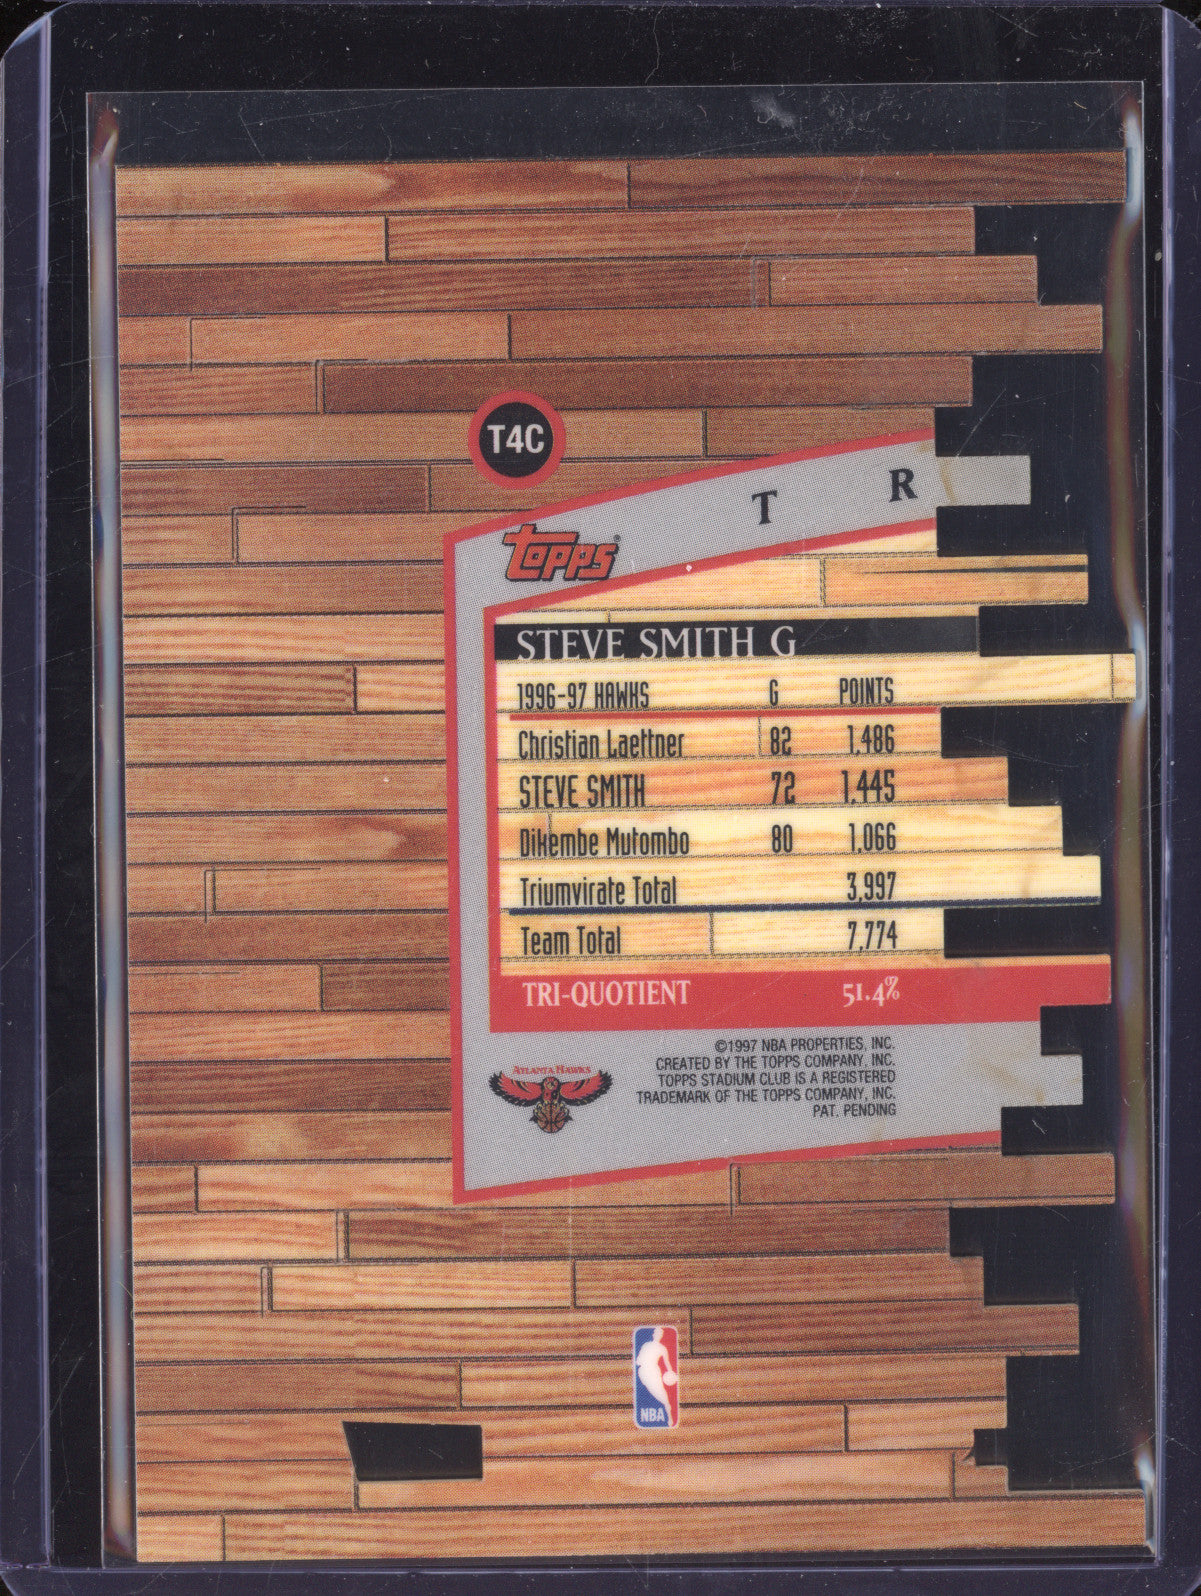 T4C
T R
Topps
STEVE SMITH G
1996-97 HAWKS G POINTS
Christian Laettner 82 1,486
STEVE SMITH 72 1,445
Dikembe Mutombo 80 1,066
Triumvirate Total 3,997
Team Total 7,774
TRI-QUOTIENT 51.4%
©1997 NBA PROPERTIES, INC.
CREATED BY THE TOPPS COMPANY, INC.
TOPPS STADIUM CLUB IS A REGISTERED
TRADEMARK OF THE TOPPS COMPANY, INC.
PAT. PENDING
ATLANTA HAWKS
NBA